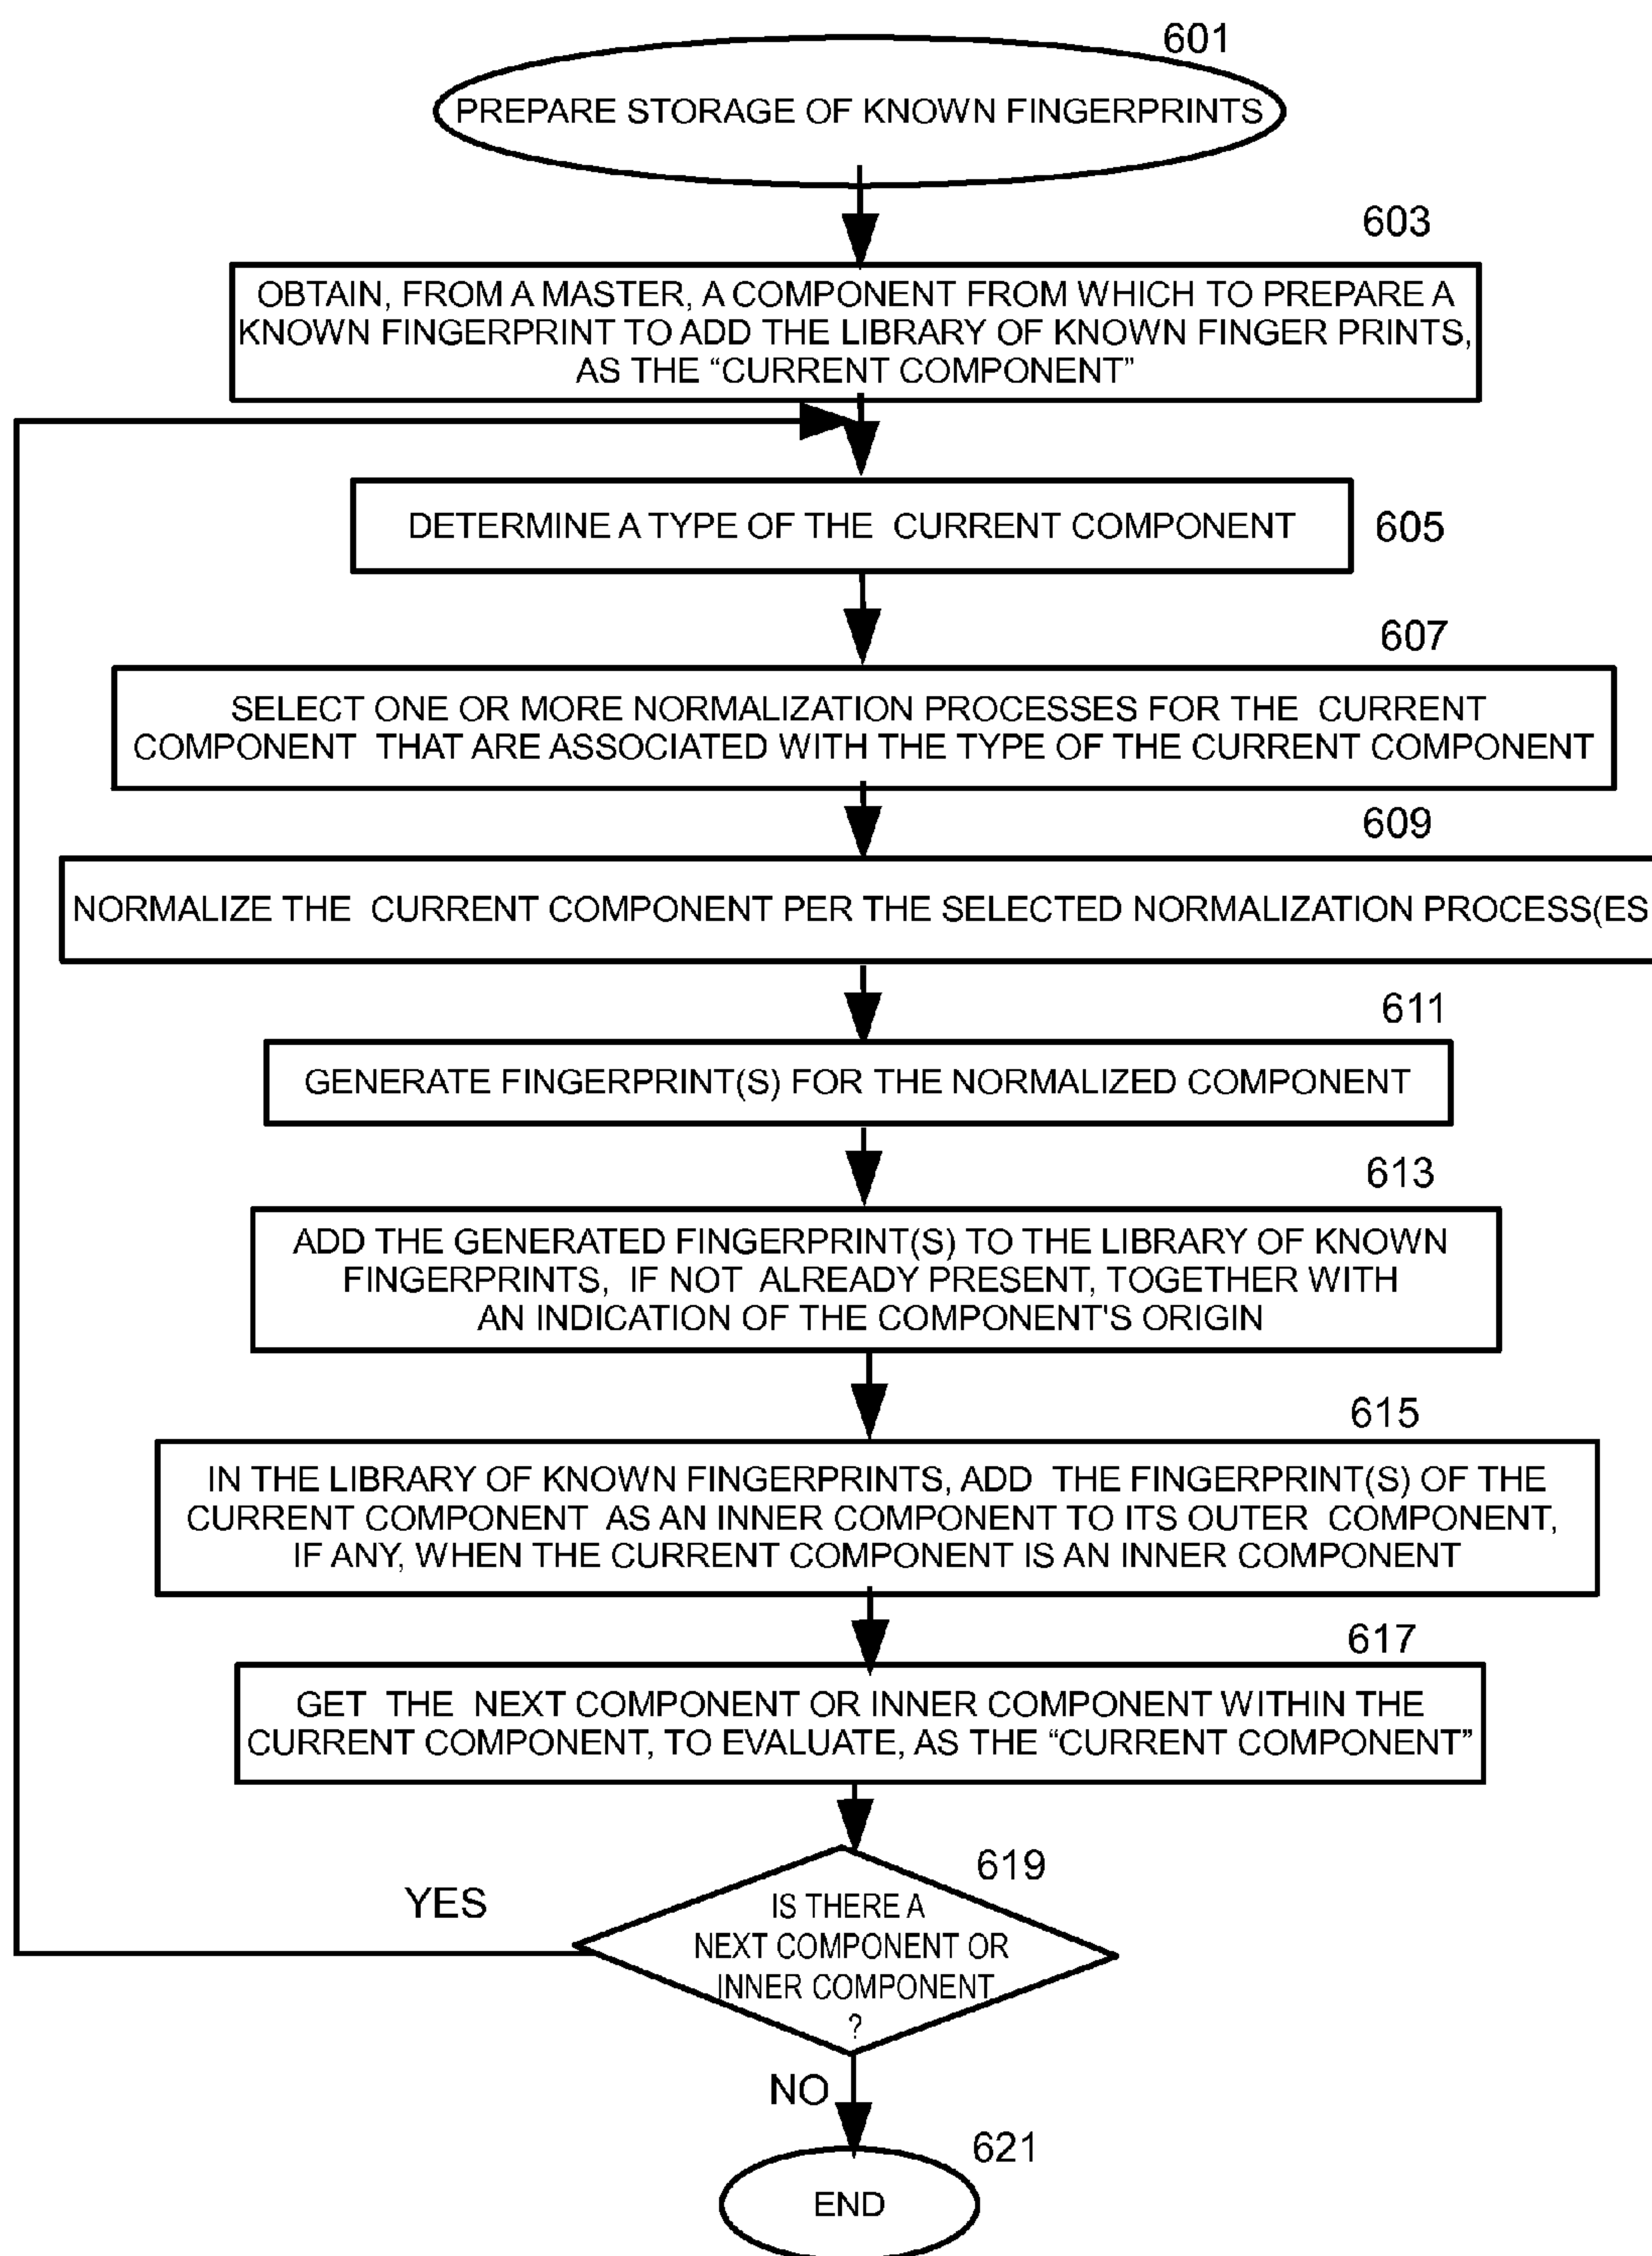 601
PREPARE STORAGE OF KNOWN FINGERPRINTS
603
OBTAIN, FROM A MASTER, A COMPONENT FROM WHICH TO PREPARE A
KNOWN FINGERPRINT TO ADD THE LIBRARY OF KNOWN FINGER PRINTS,
AS THE “CURRENT COMPONENT”
DETERMINE A TYPE OF THE CURRENT COMPONENT
605
607
SELECT ONE OR MORE NORMALIZATION PROCESSES FOR THE CURRENT
COMPONENT THAT ARE ASSOCIATED WITH THE TYPE OF THE CURRENT COMPONENT
609
NORMALIZE THE CURRENT COMPONENT PER THE SELECTED NORMALIZATION PROCESS(ES
611
GENERATE FINGERPRINT(S) FOR THE NORMALIZED COMPONENT
613
ADD THE GENERATED FINGERPRINT(S) TO THE LIBRARY OF KNOWN
FINGERPRINTS, IF NOT ALREADY PRESENT, TOGETHER WITH
AN INDICATION OF THE COMPONENT'S ORIGIN
615
IN THE LIBRARY OF KNOWN FINGERPRINTS, ADD THE FINGERPRINT(S) OF THE
CURRENT COMPONENT AS AN INNER COMPONENT TO ITS OUTER COMPONENT,
IF ANY, WHEN THE CURRENT COMPONENT IS AN INNER COMPONENT
617
GET THE NEXT COMPONENT OR INNER COMPONENT WITHIN THE
CURRENT COMPONENT, TO EVALUATE, AS THE “CURRENT COMPONENT”
619
YES
IS THERE A
NEXT COMPONENT OR
INNER COMPONENT
?
NO
621
END